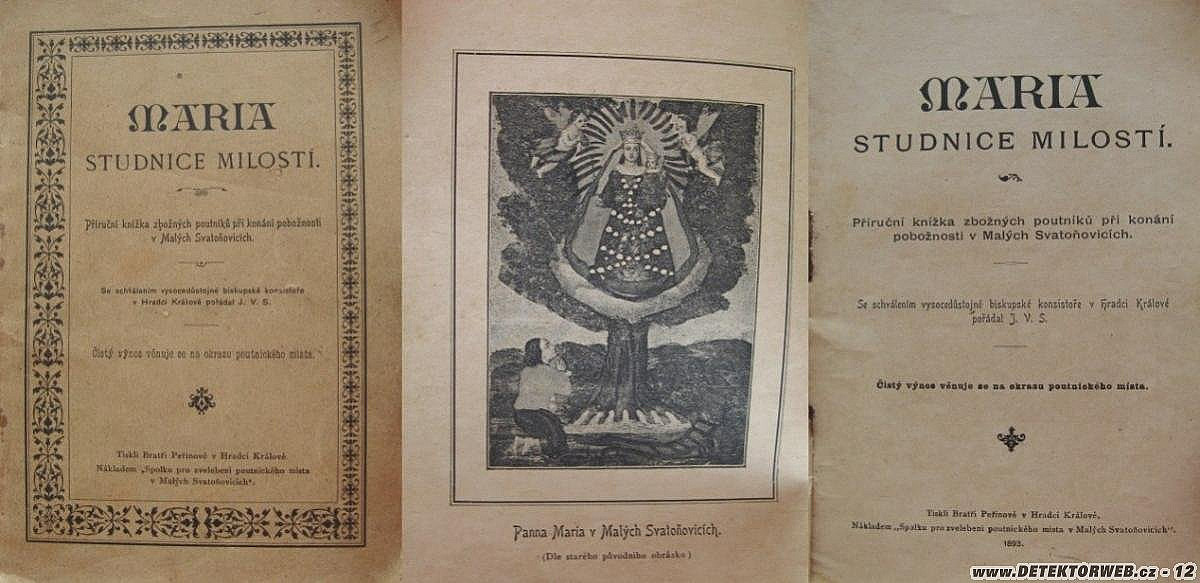 MARIA
STUDNICE MILOSTÍ.
Příruční knížka zbožných poutníků při konání pobožnosti
v Malých Svatoňovicích.
Se schválením vysocedůstojné biskupské konsistoře
v Hradci Králové pořádal J. V. S.
Čistý výnos věnuje se na okrasu poutnického místa.
Tiskli Bratři Peřinové v Hradci Králové
Nákladem „Spolku pro zvelebení poutnického místa
v Malých Svatoňovicích“.
Panna Maria v Malých Svatoňovicích.
(Dle starého původního obrázku)
MARIA
STUDNICE MILOSTÍ.
Příruční knížka zbožných poutníků při konání
pobožnosti v Malých Svatoňovicích.
Se schválením vysocedůstojné biskupské konsistoře v Hradci Králové
pořádal J. V. S.
Čistý výnos věnuje se na okrasu poutnického místa.
Tiskli Bratří Peřinové v Hradci Králové,
Nákladem „Spolku pro zvelebení poutnického místa v Malých Svatoňovicích“.
1893.
www.DETEKTORWEB.cz - 12